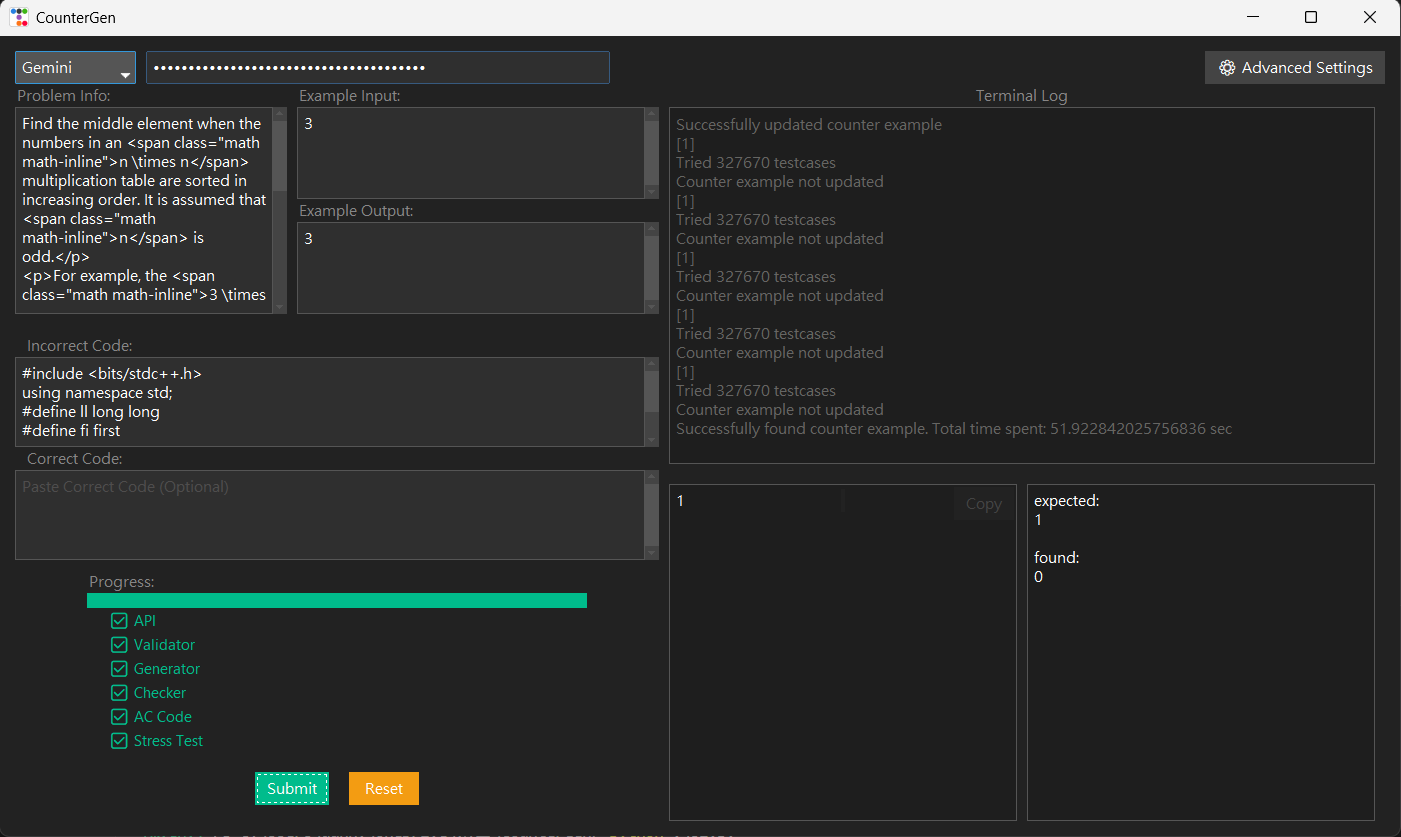 CounterGen
Gemini
Advanced Settings
Problem Info:
Find the middle element when the
numbers in an <span class="math
math-inline">n \times n</span>
multiplication table are sorted in
increasing order. It is assumed that
<span class="math
math-inline">n</span> is
odd.</p>
<p>For example, the <span
class="math math-inline">3 \times
Example Input:
3
Example Output:
3
Incorrect Code:
#include <bits/stdc++.h>
using namespace std;
#define ll long long
#define fi first
Correct Code:
Paste Correct Code (Optional)
Progress:
API
Validator
Generator
Checker
AC Code
Stress Test
Submit
Reset
Terminal Log
Successfully updated counter example
[1]
Tried 327670 testcases
Counter example not updated
[1]
Tried 327670 testcases
Counter example not updated
[1]
Tried 327670 testcases
Counter example not updated
[1]
Tried 327670 testcases
Counter example not updated
[1]
Tried 327670 testcases
Counter example not updated
Successfully found counter example. Total time spent: 51.922842025756836 sec
1
Copy
expected:
1
found:
0